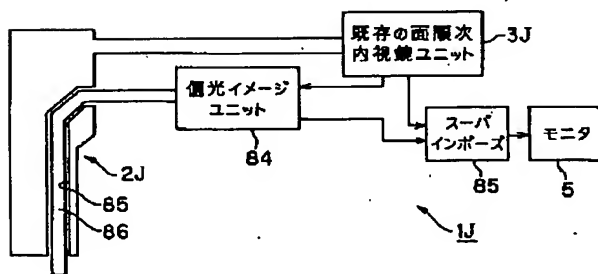 既存の面順次
内視鏡ユニット
3J
偏光イメージ
ユニット
84
スーパ
インポーズ
85
モニタ
5
2J
85
86
1J